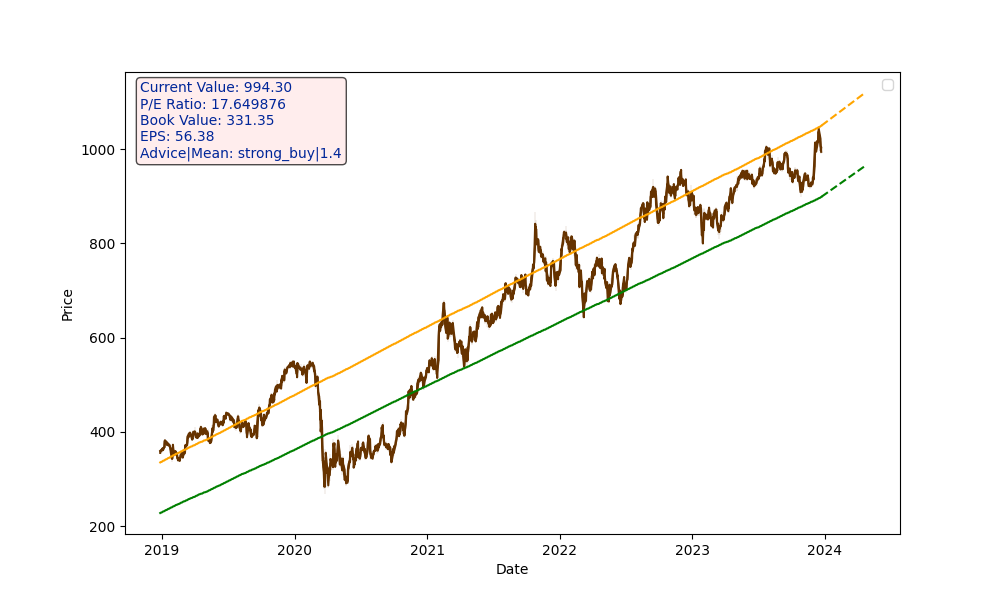 Current Value: 994.30
P/E Ratio: 17.649876
Book Value: 331.35
EPS: 56.38
Advice|Mean: strong_buy|1.4
Price
1000
800
600
400
200
2019 2020 2021 2022 2023 2024
Date